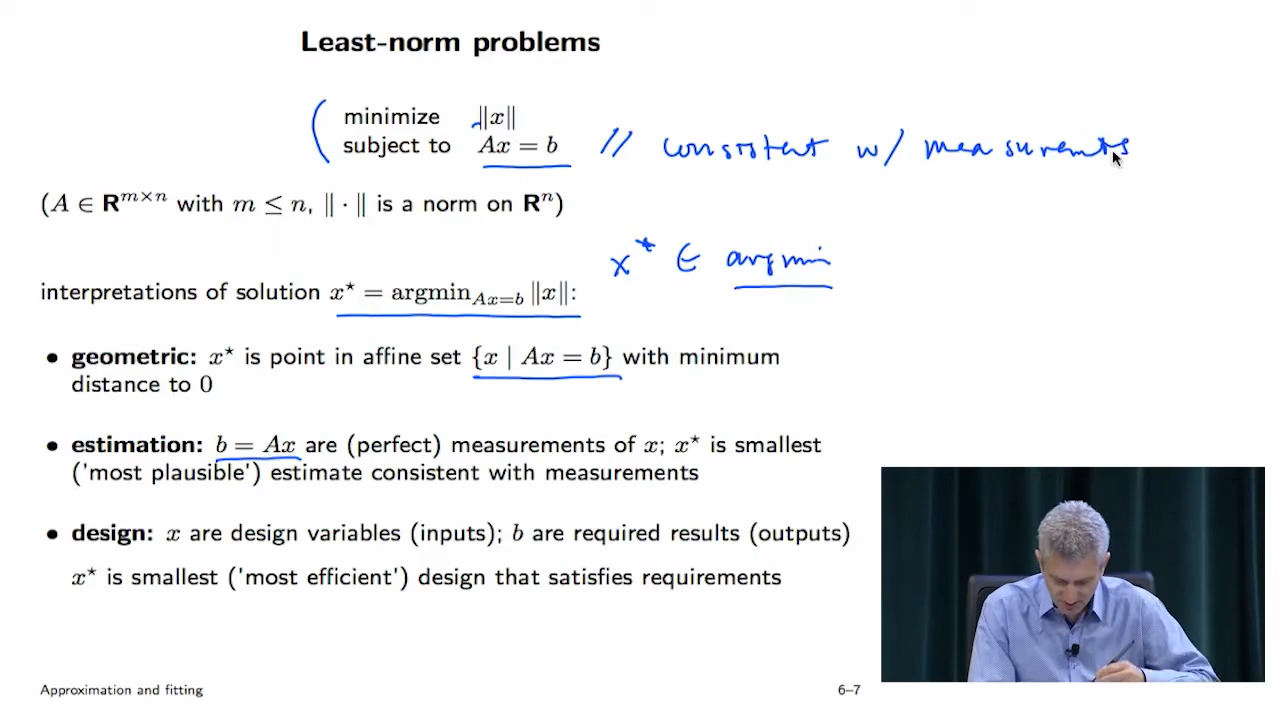 Least-norm problems
minimize ‖x‖
subject to Ax = b // consistent w/ measuremts
(A ∈ R^{m×n} with m ≤ n, ‖ · ‖ is a norm on R^n)
x* ∈ argmin
interpretations of solution x⋆ = argmin_{Ax=b} ‖x‖:
• geometric: x⋆ is point in affine set {x | Ax = b} with minimum
distance to 0
• estimation: b = Ax are (perfect) measurements of x; x⋆ is smallest
('most plausible') estimate consistent with measurements
• design: x are design variables (inputs); b are required results (outputs)
x⋆ is smallest ('most efficient') design that satisfies requirements
Approximation and fitting 6–7